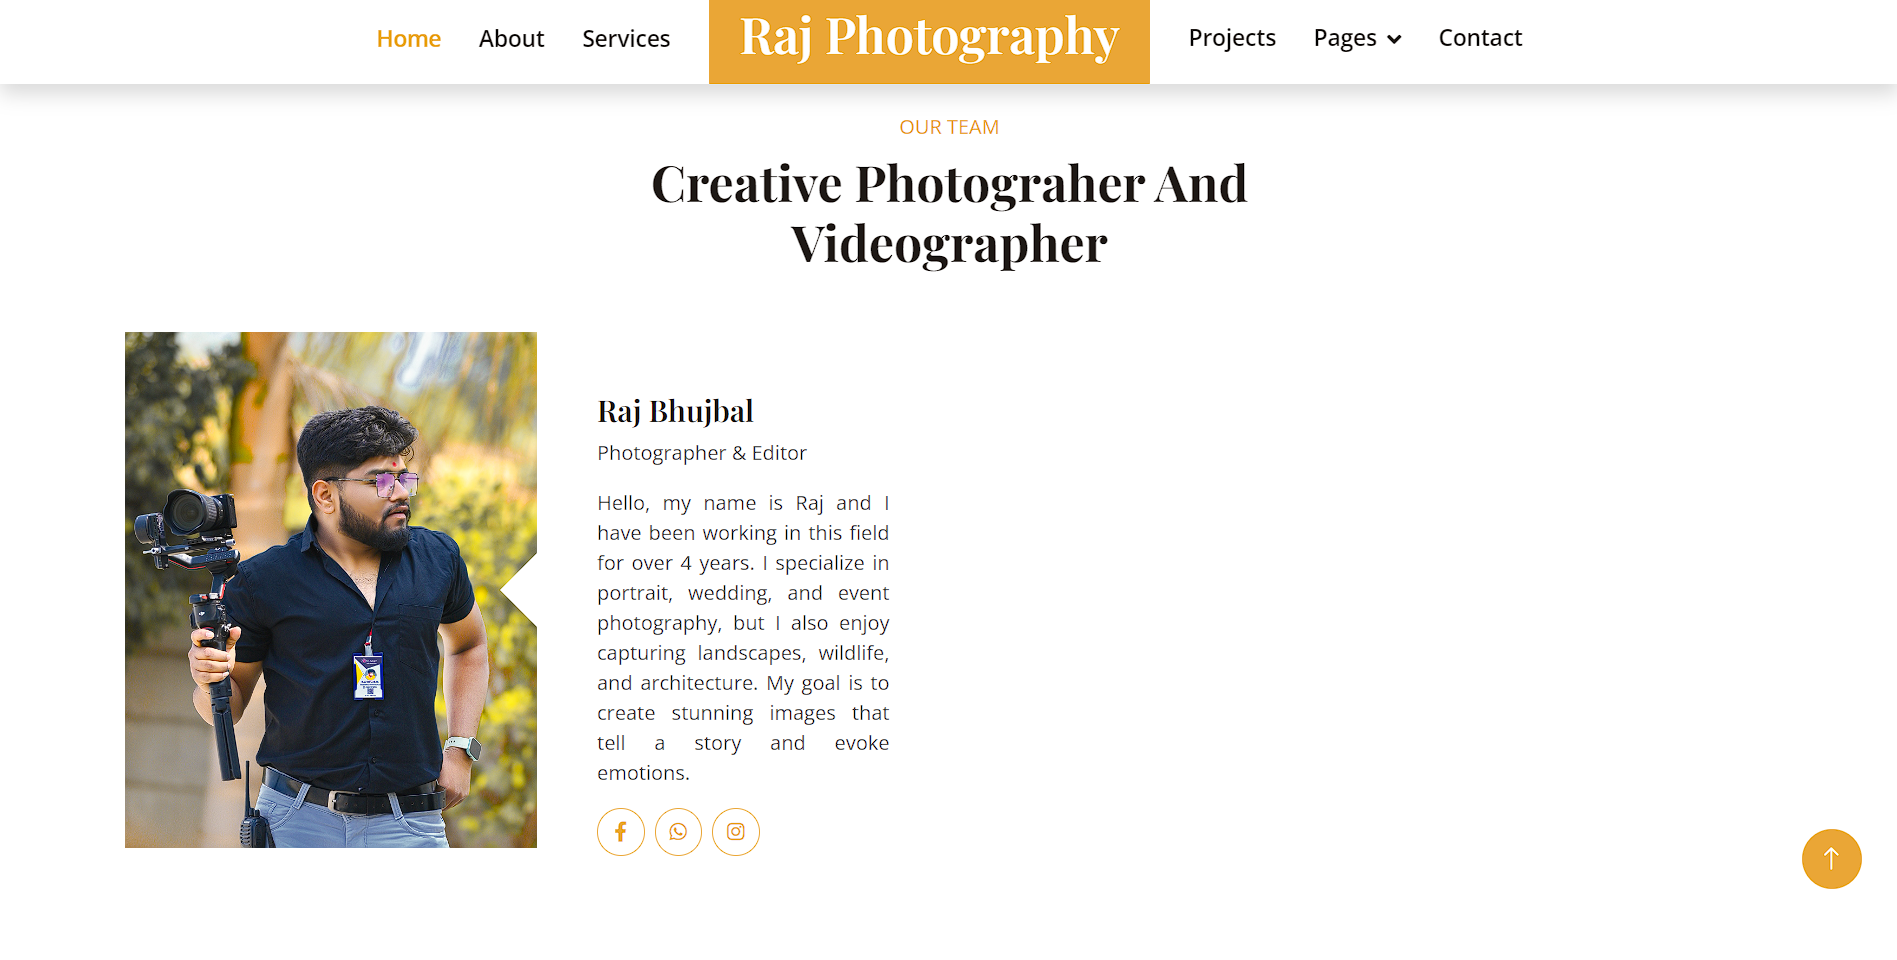 Home About Services Raj Photography Projects Pages Contact
OUR TEAM
Creative Photograher And
Videographer
Raj Bhujbal
Photographer & Editor
Hello, my name is Raj and I
have been working in this field
for over 4 years. I specialize in
portrait, wedding, and event
photography, but I also enjoy
capturing landscapes, wildlife,
and architecture. My goal is to
create stunning images that
tell a story and evoke
emotions.